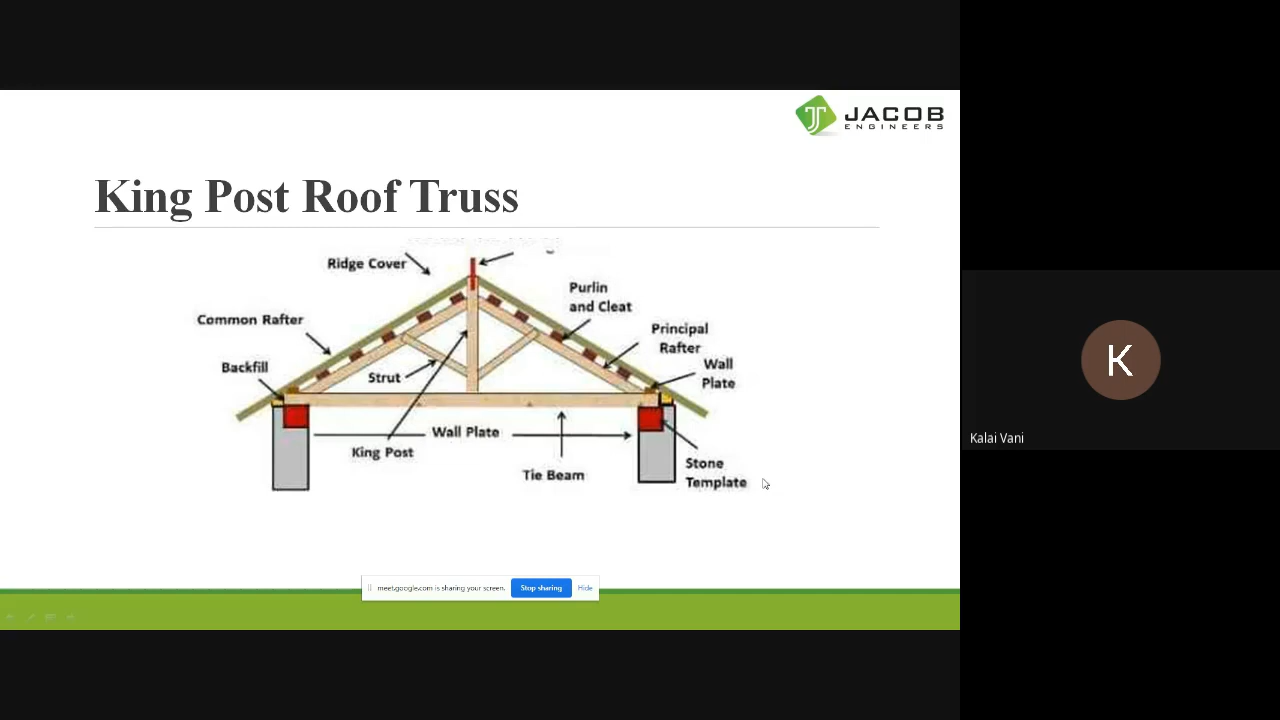 JACOB
ENGINEERS
King Post Roof Truss
Ridge Cover
Purlin
and Cleat
Common Rafter
Principal
Rafter
Backfill
Wall
Plate
Strut
Wall Plate
King Post
Tie Beam
Stone
Template
K
Kalai Vani
meet.google.com is sharing your screen.
Stop sharing
Hide